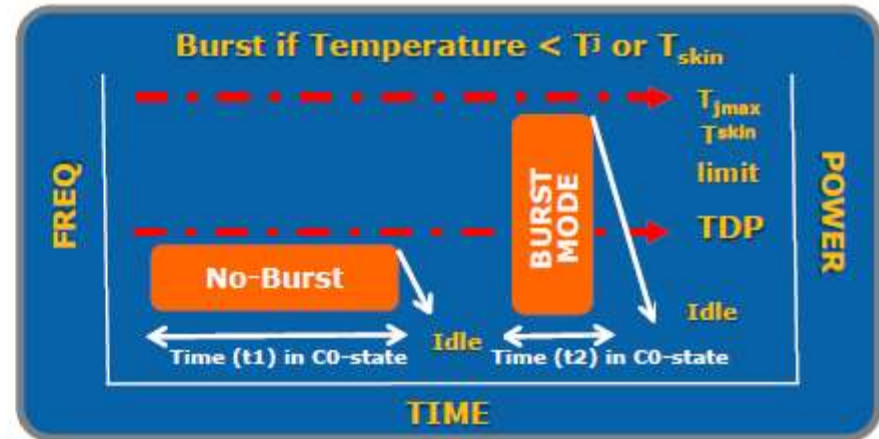 Burst if Temperature < Tj or Tskin
Tjmax
Tskin
limit
TDP
FREQ
POWER
No-Burst
BURST
MODE
Idle
Idle
Time (t1) in C0-state
Time (t2) in C0-state
TIME